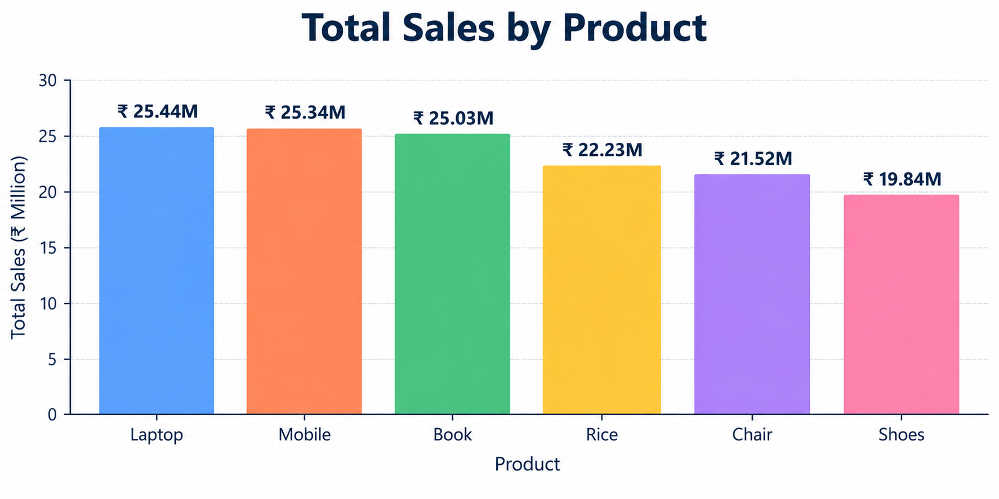 Total Sales by Product
Total Sales (₹ Million)
30
25
20
15
10
5
0
₹ 25.44M
₹ 25.34M
₹ 25.03M
₹ 22.23M
₹ 21.52M
₹ 19.84M
Laptop
Mobile
Book
Rice
Chair
Shoes
Product